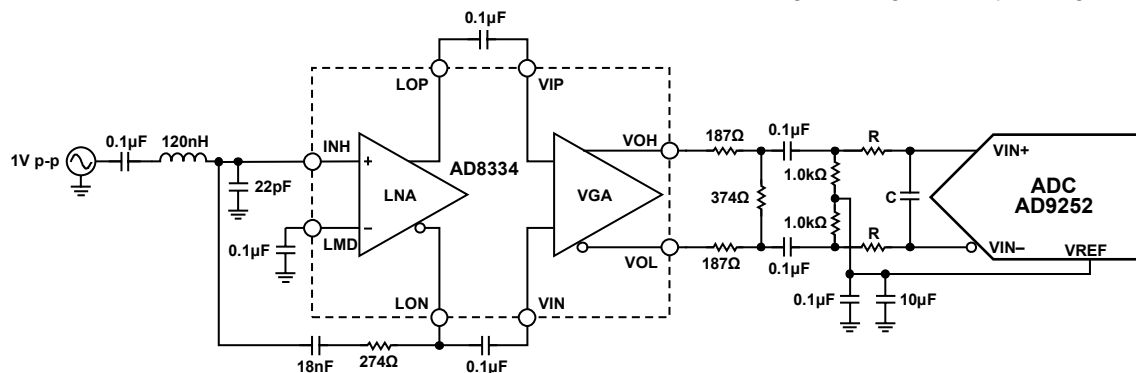 0.1µF
LOP
VIP
0.1µF
120nH
1V p-p
INH
22pF
+
LNA
–
AD8334
LMD
0.1µF
VGA
VOH
VOL
187Ω
0.1µF
R
374Ω
1.0kΩ
1.0kΩ
C
187Ω
0.1µF
R
VIN+
ADC
AD9252
VIN–
VREF
0.1µF
10µF
LON
VIN
18nF
274Ω
0.1µF